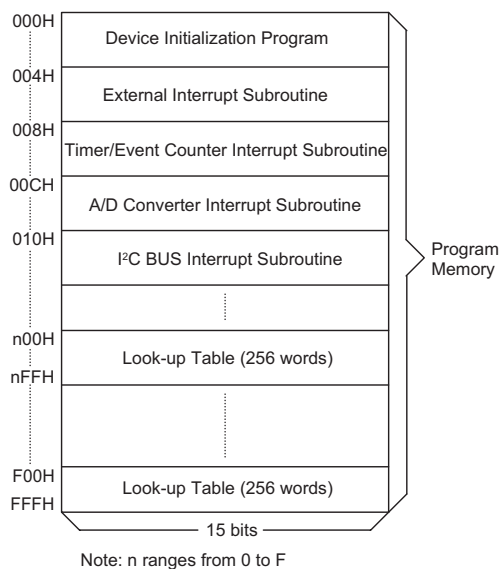 000H
Device Initialization Program
004H
External Interrupt Subroutine
008H
Timer/Event Counter Interrupt Subroutine
00CH
A/D Converter Interrupt Subroutine
010H
I²C BUS Interrupt Subroutine
Program
Memory
n00H
Look-up Table (256 words)
nFFH
F00H
Look-up Table (256 words)
FFFH
15 bits
Note: n ranges from 0 to F